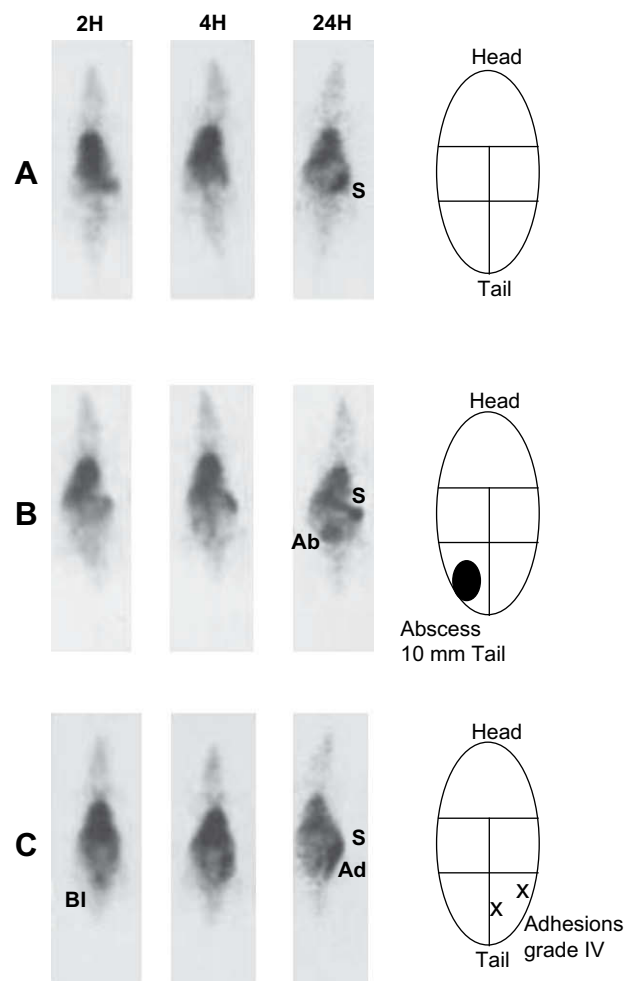 2H 4H 24H
Head
A
S
Tail
Head
B
S
Ab
Abscess
10 mm Tail
Head
C
S
Ad
Bl
x
x
Adhesions
grade IV
Tail